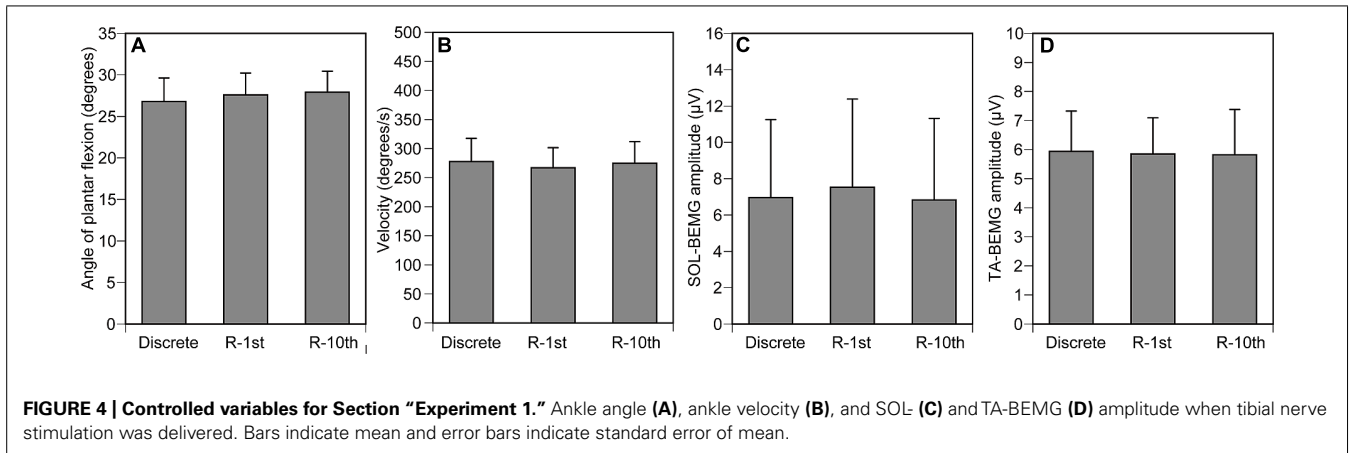 A
Angle of plantar flexion (degrees)
35
30
25
20
15
10
5
0
Discrete R-1st R-10th
B
Velocity (degrees/s)
500
450
400
350
300
250
200
150
100
50
0
Discrete R-1st R-10th
C
SOL-BEMG amplitude (µV)
16
14
12
10
8
6
4
2
0
Discrete R-1st R-10th
D
TA-BEMG amplitude (µV)
10
9
8
7
6
5
4
3
2
1
0
Discrete R-1st R-10th
FIGURE 4 | Controlled variables for Section “Experiment 1.” Ankle angle (A), ankle velocity (B), and SOL- (C) and TA-BEMG (D) amplitude when tibial nerve
stimulation was delivered. Bars indicate mean and error bars indicate standard error of mean.